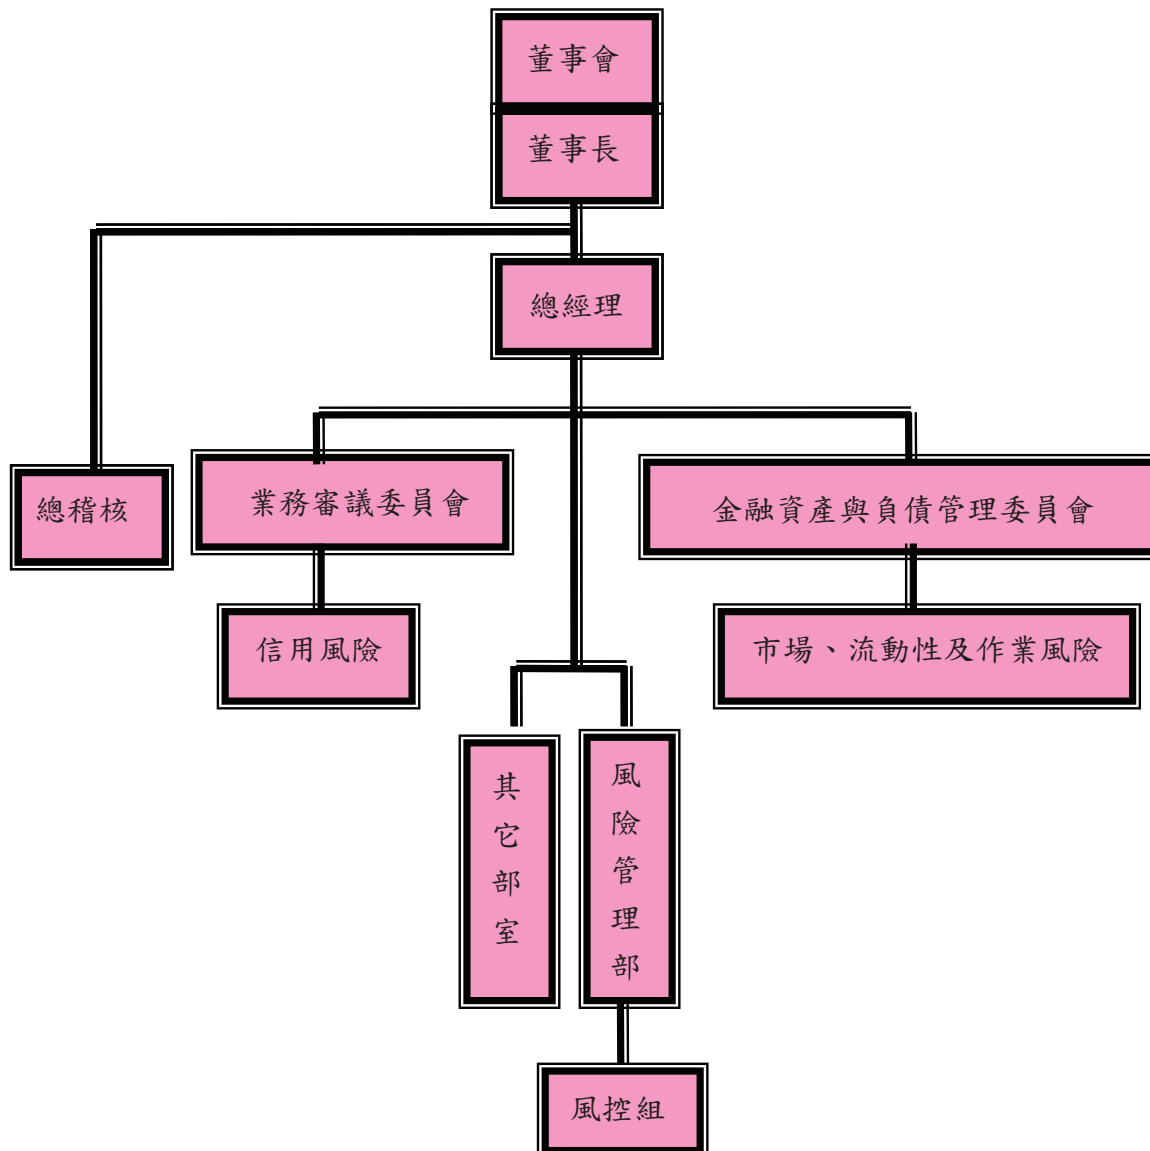 董事會
董事長
總經理
總稽核
業務審議委員會
金融資產與負債管理委員會
信用風險
市場、流動性及作業風險
其它部室
風險管理部
風控組